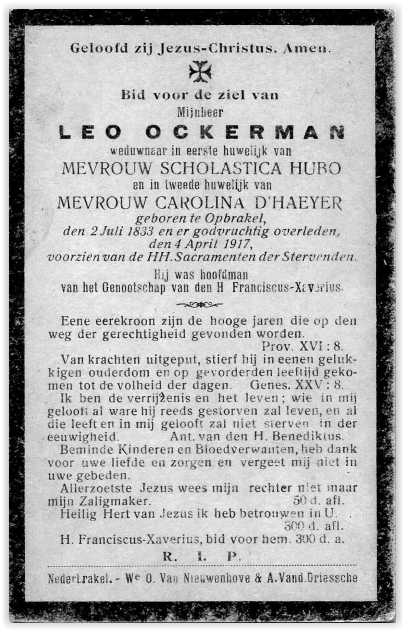 Geloofd zij Jezus-Christus. Amen.
Bid voor de ziel van
Mijnheer
LEO OCKERMAN
weduwnaar in eerste huwelijk van
MEVROUW SCHOLASTICA HUBO
en in tweede huwelijk van
MEVROUW CAROLINA D'HAEYER
geboren te Opbrakel,
den 2 Juli 1833 en er godvruchtig overleden,
den 4 April 1917,
voorzien van de HH. Sacramenten der Stervenden.
Hij was hoofdman
van het Genootschap van den H Franciscus-Xaverius.
Eene eerekroon zijn de hooge jaren die op den
weg der gerechtigheid gevonden worden.
Prov. XVI : 8.
Van krachten uitgeput, stierf hij in eenen geluk-
kigen ouderdom en op gevorderden leeftijd geko-
men tot de volheid der dagen. Genes. XXV : 8.
Ik ben de verrijzenis en het leven; wie in mij
gelooft al ware hij reeds gestorven zal leven, en al
die leeft en in mij gelooft zal niet sterven in der
eeuwigheid. Ant. van den H. Benediktus.
Beminde Kinderen en Bloedverwanten, heb dank
voor uwe liefde en zorgen en vergeet mij niet in
uwe gebeden.
Allerzoetste Jezus wees mijn rechter niet maar
mijn Zaligmaker. 50 d. afl.
Heilig Hert van Jezus ik heb betrouwen in U.
300 d. afl.
H. Franciscus-Xaverius, bid voor hem. 300 d. a.
R. I. P.
Nederbrakel. - We O. Van Nieuwenhove & A. Vand. Driessche